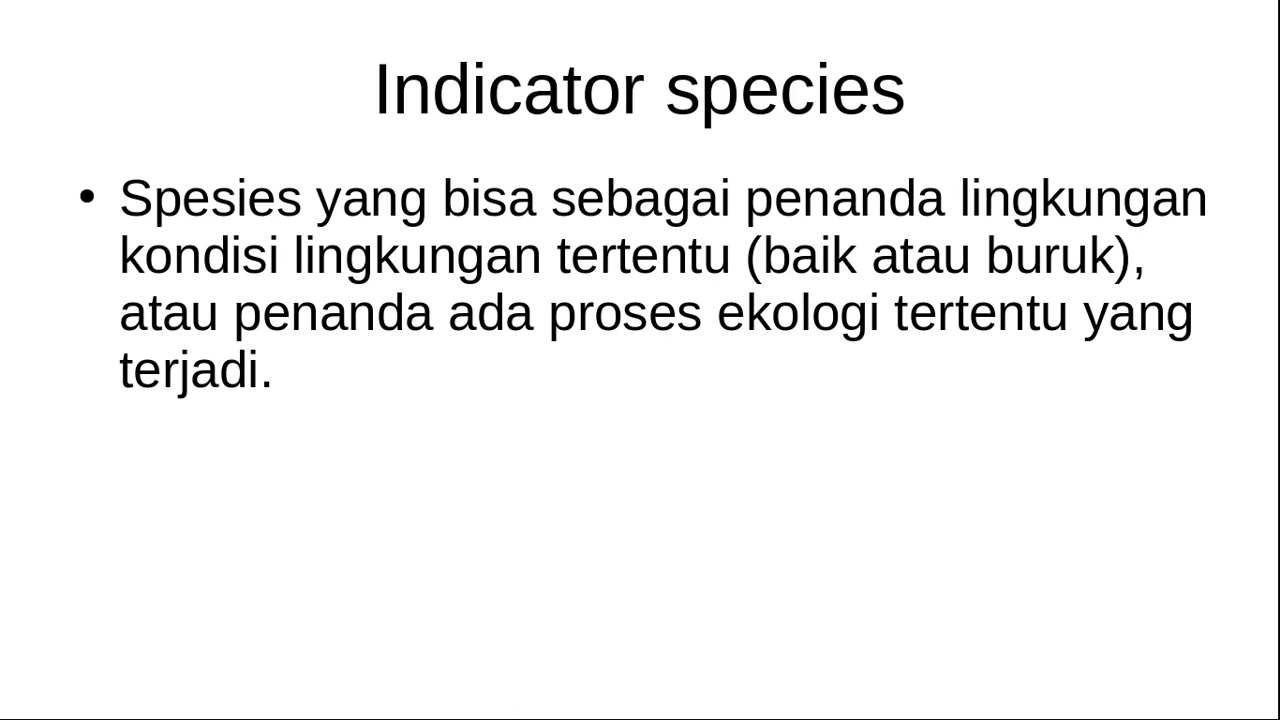 Indicator species
• Spesies yang bisa sebagai penanda lingkungan
kondisi lingkungan tertentu (baik atau buruk),
atau penanda ada proses ekologi tertentu yang
terjadi.